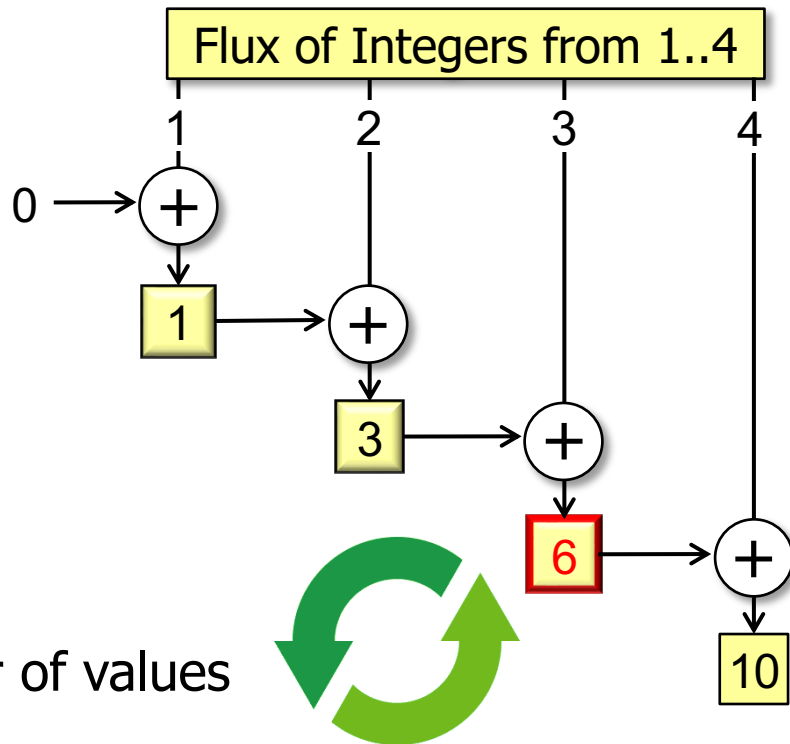 Flux of Integers from 1..4
1 2 3 4
0 +
1 +
3 +
6 +
r of values
10